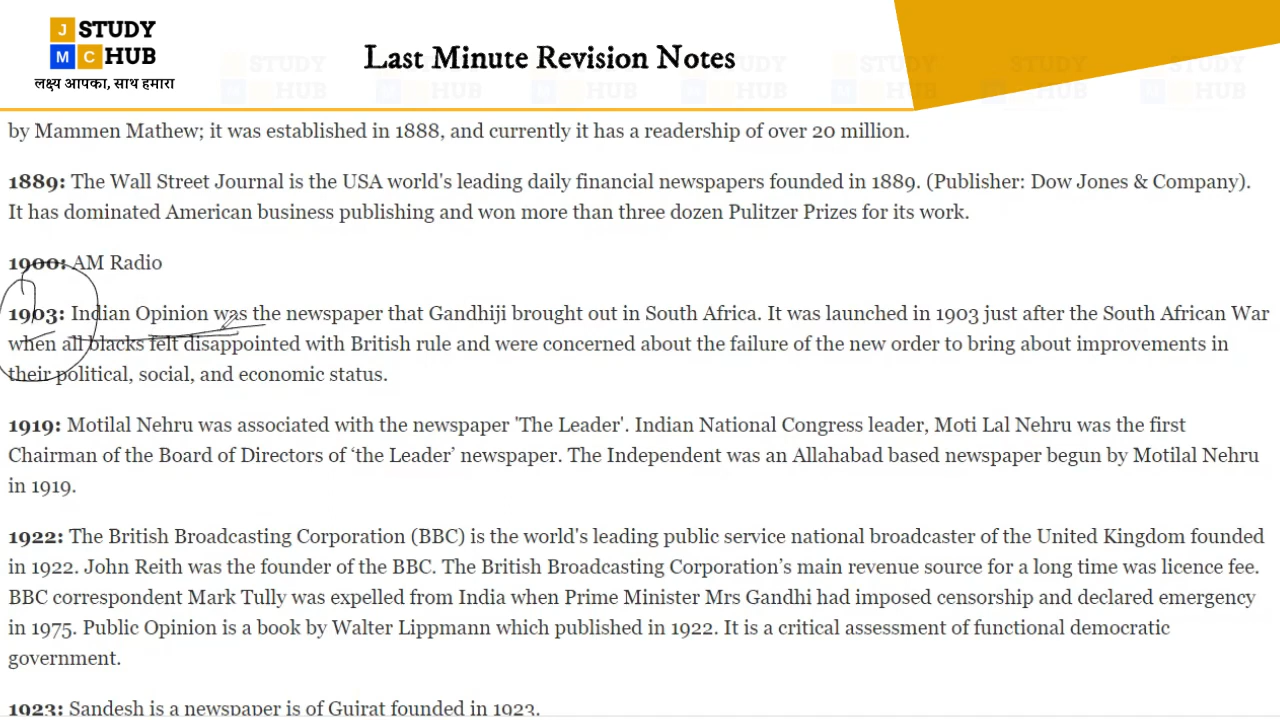 J STUDY
M C HUB
लक्ष्य आपका, साथ हमारा
Last Minute Revision Notes
by Mammen Mathew; it was established in 1888, and currently it has a readership of over 20 million.
1889: The Wall Street Journal is the USA world's leading daily financial newspapers founded in 1889. (Publisher: Dow Jones & Company).
It has dominated American business publishing and won more than three dozen Pulitzer Prizes for its work.
1900: AM Radio
1903: Indian Opinion was the newspaper that Gandhiji brought out in South Africa. It was launched in 1903 just after the South African War
when all blacks felt disappointed with British rule and were concerned about the failure of the new order to bring about improvements in
their political, social, and economic status.
1919: Motilal Nehru was associated with the newspaper 'The Leader'. Indian National Congress leader, Moti Lal Nehru was the first
Chairman of the Board of Directors of ‘the Leader’ newspaper. The Independent was an Allahabad based newspaper begun by Motilal Nehru
in 1919.
1922: The British Broadcasting Corporation (BBC) is the world's leading public service national broadcaster of the United Kingdom founded
in 1922. John Reith was the founder of the BBC. The British Broadcasting Corporation’s main revenue source for a long time was licence fee.
BBC correspondent Mark Tully was expelled from India when Prime Minister Mrs Gandhi had imposed censorship and declared emergency
in 1975. Public Opinion is a book by Walter Lippmann which published in 1922. It is a critical assessment of functional democratic
government.
1923: Sandesh is a newspaper is of Gujrat founded in 1923.